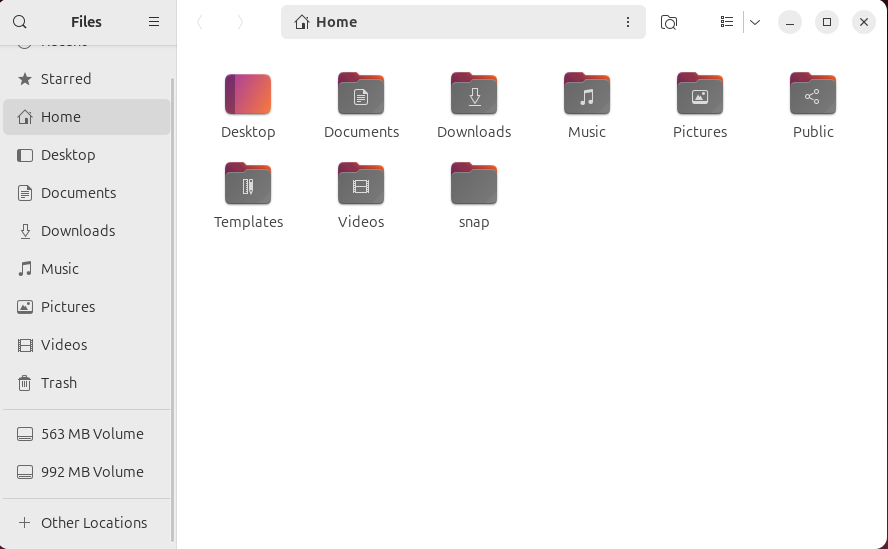 Files
Home
Starred
Home
Desktop
Documents
Downloads
Music
Pictures
Videos
Trash
563 MB Volume
992 MB Volume
Other Locations
Desktop
Documents
Downloads
Music
Pictures
Public
Templates
Videos
snap